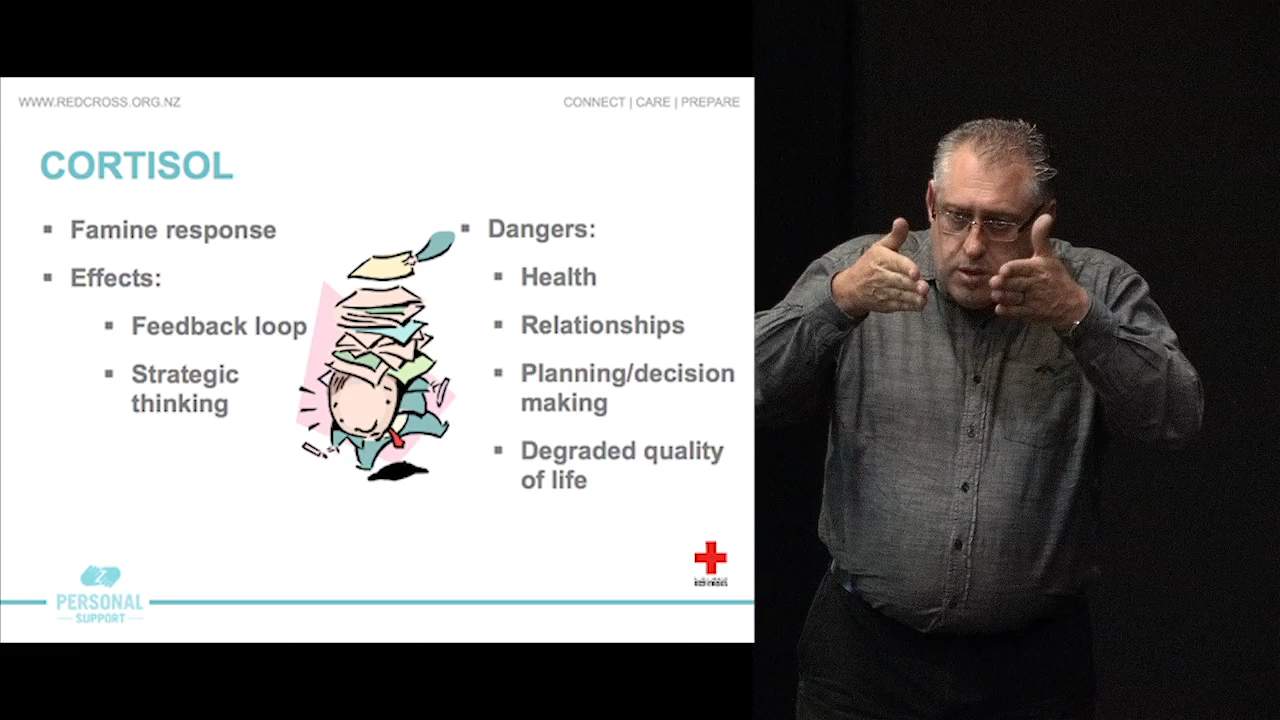 WWW.REDCROSS.ORG.NZ
CONNECT | CARE | PREPARE
CORTISOL
▪ Famine response
▪ Effects:
▪ Feedback loop
▪ Strategic
thinking
▪ Dangers:
▪ Health
▪ Relationships
▪ Planning/decision
making
▪ Degraded quality
of life
PERSONAL
SUPPORT